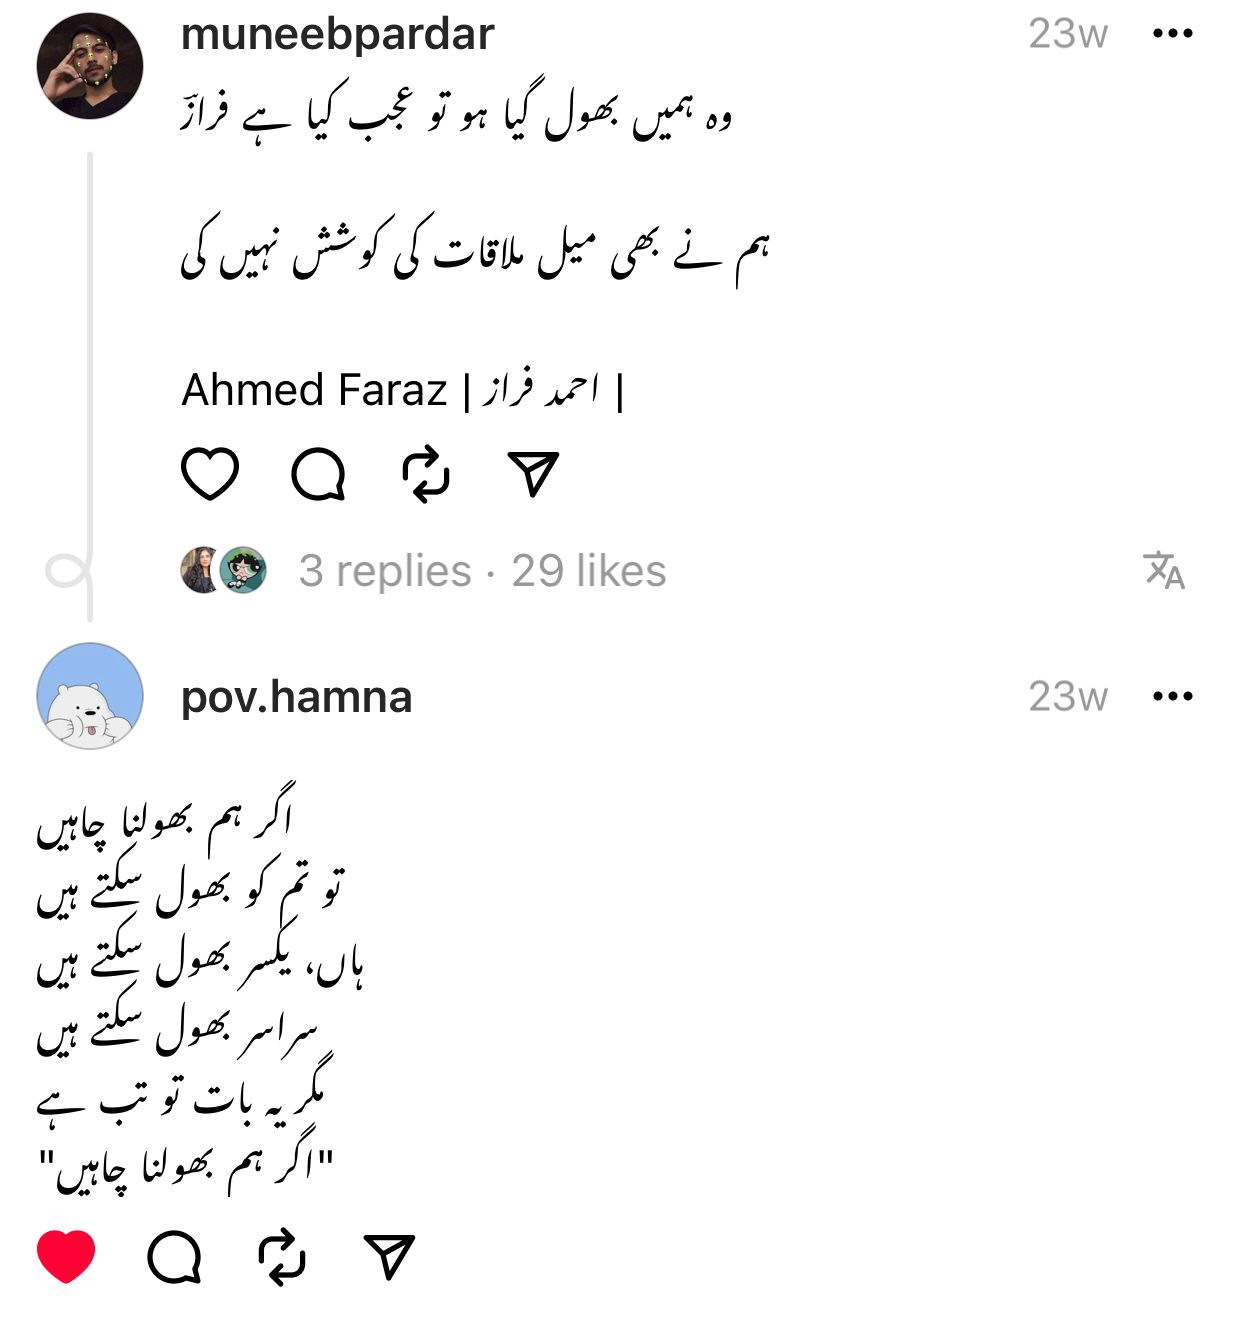 muneebpardar 23w
وہ ہمیں بھول گیا ہو تو عجب کیا ہے فرازؔ
ہم نے بھی میل ملاقات کی کوشش نہیں کی
Ahmed Faraz | احمد فراز |
3 replies · 29 likes
pov.hamna 23w
اگر ہم بھولنا چاہیں
تو تم کو بھول سکتے ہیں
ہاں، یکسر بھول سکتے ہیں
سراسر بھول سکتے ہیں
مگر یہ بات تو تب ہے
"اگر ہم بھولنا چاہیں"